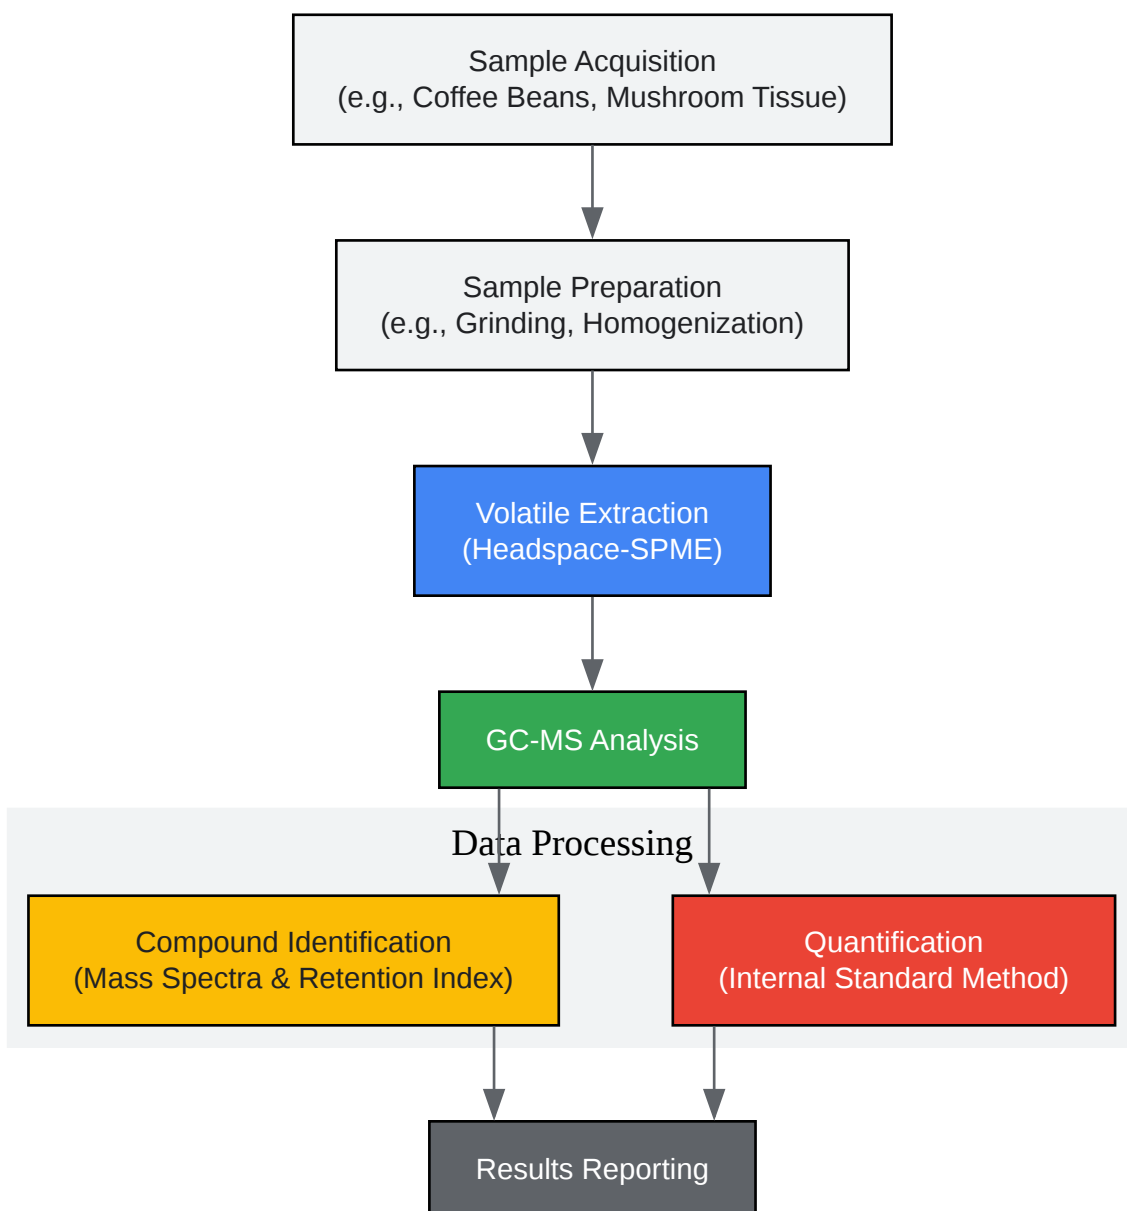 Sample Acquisition
(e.g., Coffee Beans, Mushroom Tissue)
Sample Preparation
(e.g., Grinding, Homogenization)
Volatile Extraction
(Headspace-SPME)
GC-MS Analysis
Data Processing
Compound Identification
(Mass Spectra & Retention Index)
Quantification
(Internal Standard Method)
Results Reporting